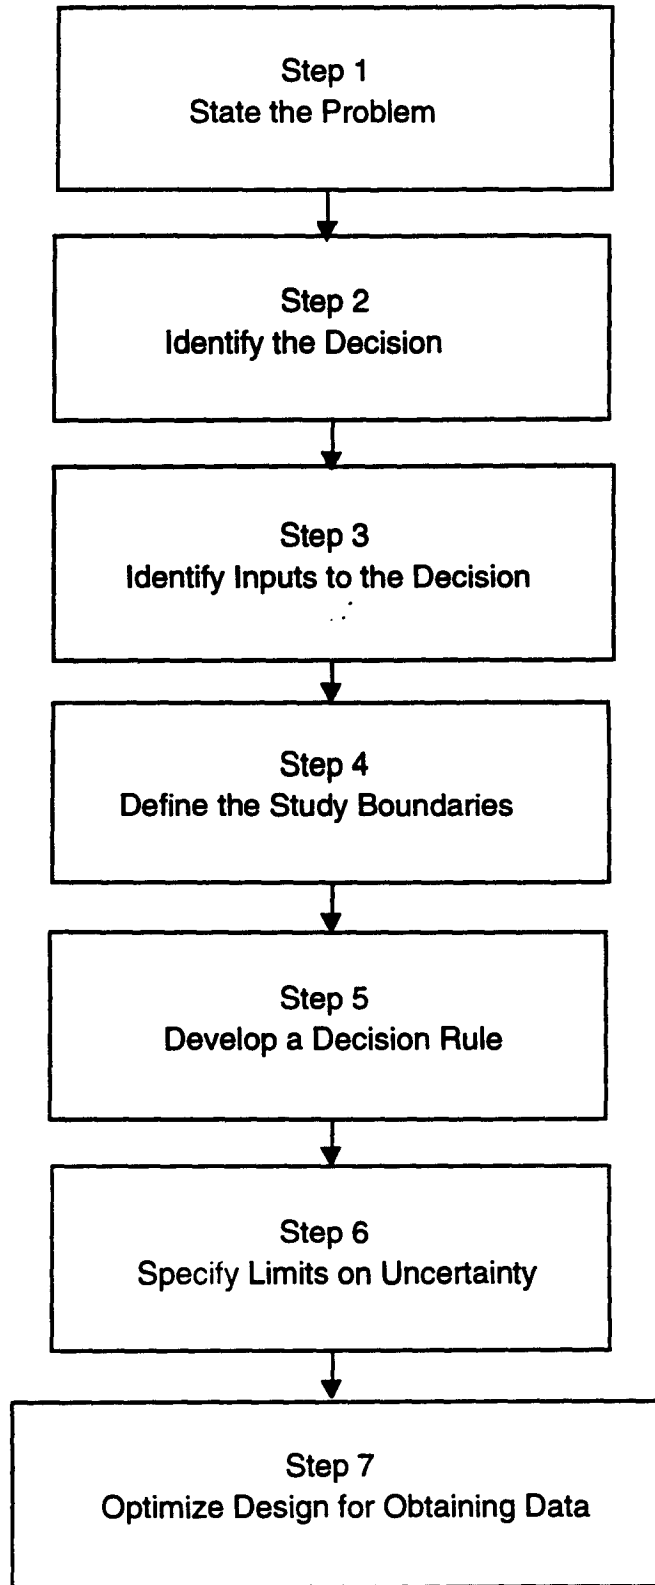 Step 1
State the Problem
Step 2
Identify the Decision
Step 3
Identify Inputs to the Decision
Step 4
Define the Study Boundaries
Step 5
Develop a Decision Rule
Step 6
Specify Limits on Uncertainty
Step 7
Optimize Design for Obtaining Data